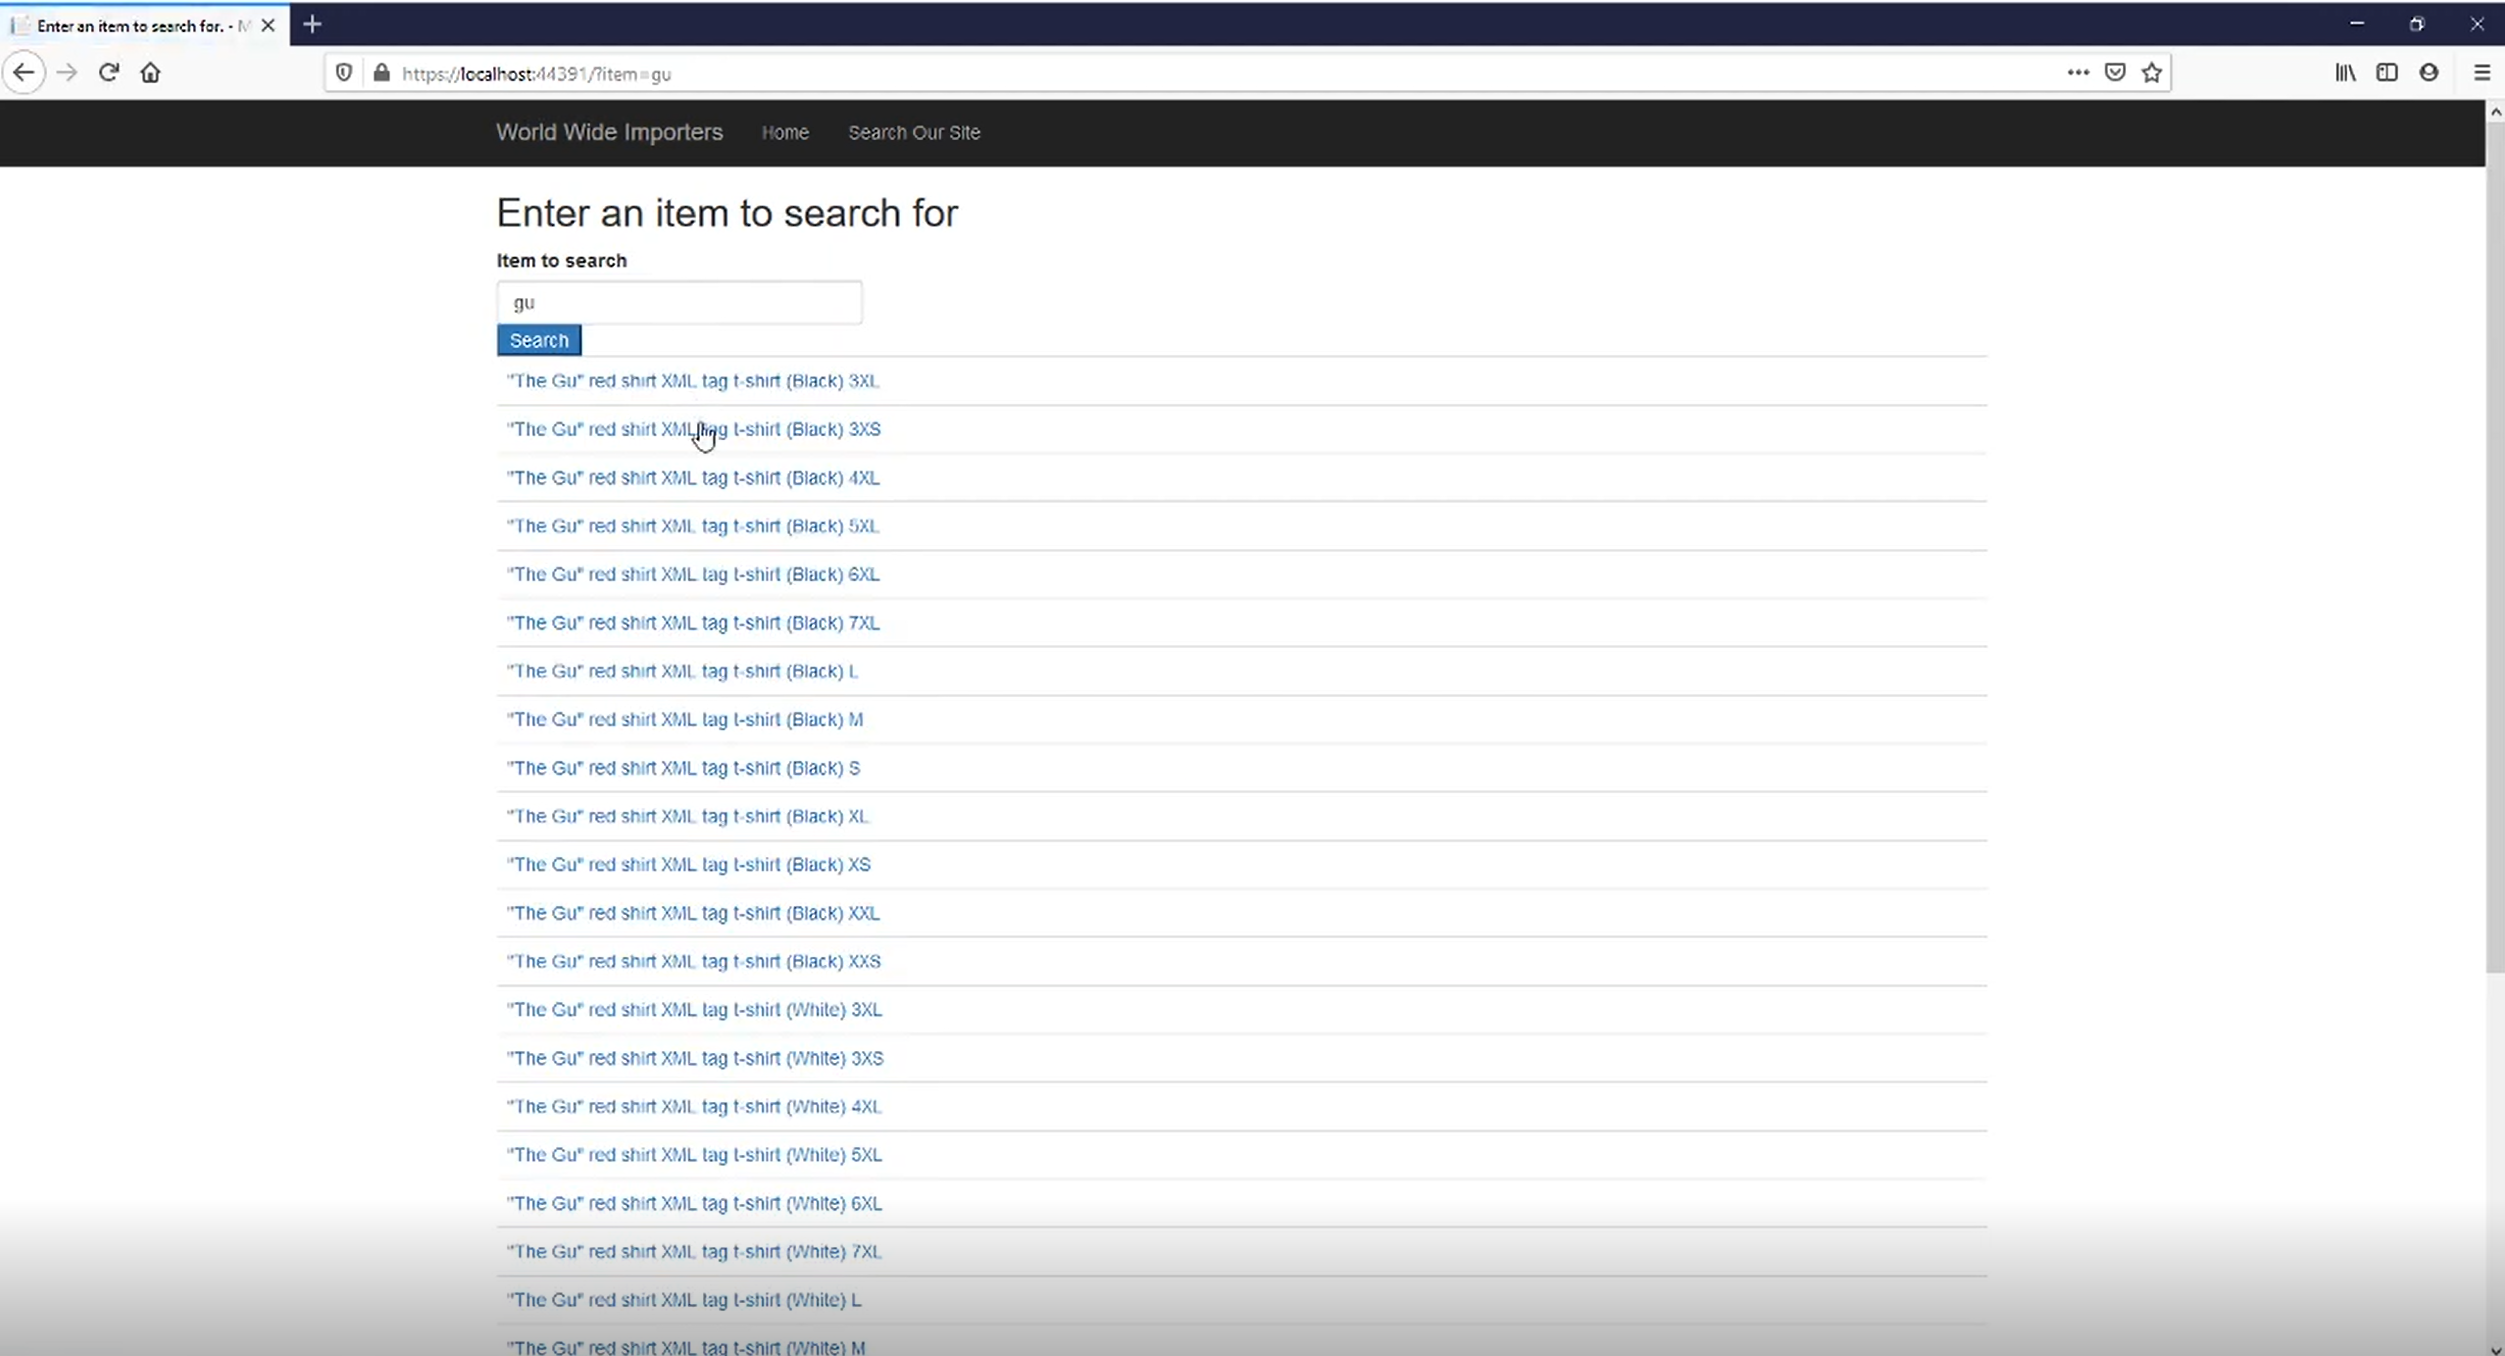 Enter an item to search for. - M
https://localhost:44391/?item=gu
World Wide Importers Home Search Our Site
Enter an item to search for
Item to search
gu
Search
"The Gu" red shirt XML tag t-shirt (Black) 3XL
"The Gu" red shirt XML tag t-shirt (Black) 3XS
"The Gu" red shirt XML tag t-shirt (Black) 4XL
"The Gu" red shirt XML tag t-shirt (Black) 5XL
"The Gu" red shirt XML tag t-shirt (Black) 6XL
"The Gu" red shirt XML tag t-shirt (Black) 7XL
"The Gu" red shirt XML tag t-shirt (Black) L
"The Gu" red shirt XML tag t-shirt (Black) M
"The Gu" red shirt XML tag t-shirt (Black) S
"The Gu" red shirt XML tag t-shirt (Black) XL
"The Gu" red shirt XML tag t-shirt (Black) XS
"The Gu" red shirt XML tag t-shirt (Black) XXL
"The Gu" red shirt XML tag t-shirt (Black) XXS
"The Gu" red shirt XML tag t-shirt (White) 3XL
"The Gu" red shirt XML tag t-shirt (White) 3XS
"The Gu" red shirt XML tag t-shirt (White) 4XL
"The Gu" red shirt XML tag t-shirt (White) 5XL
"The Gu" red shirt XML tag t-shirt (White) 6XL
"The Gu" red shirt XML tag t-shirt (White) 7XL
"The Gu" red shirt XML tag t-shirt (White) L
"The Gu" red shirt XML tag t-shirt (White) M